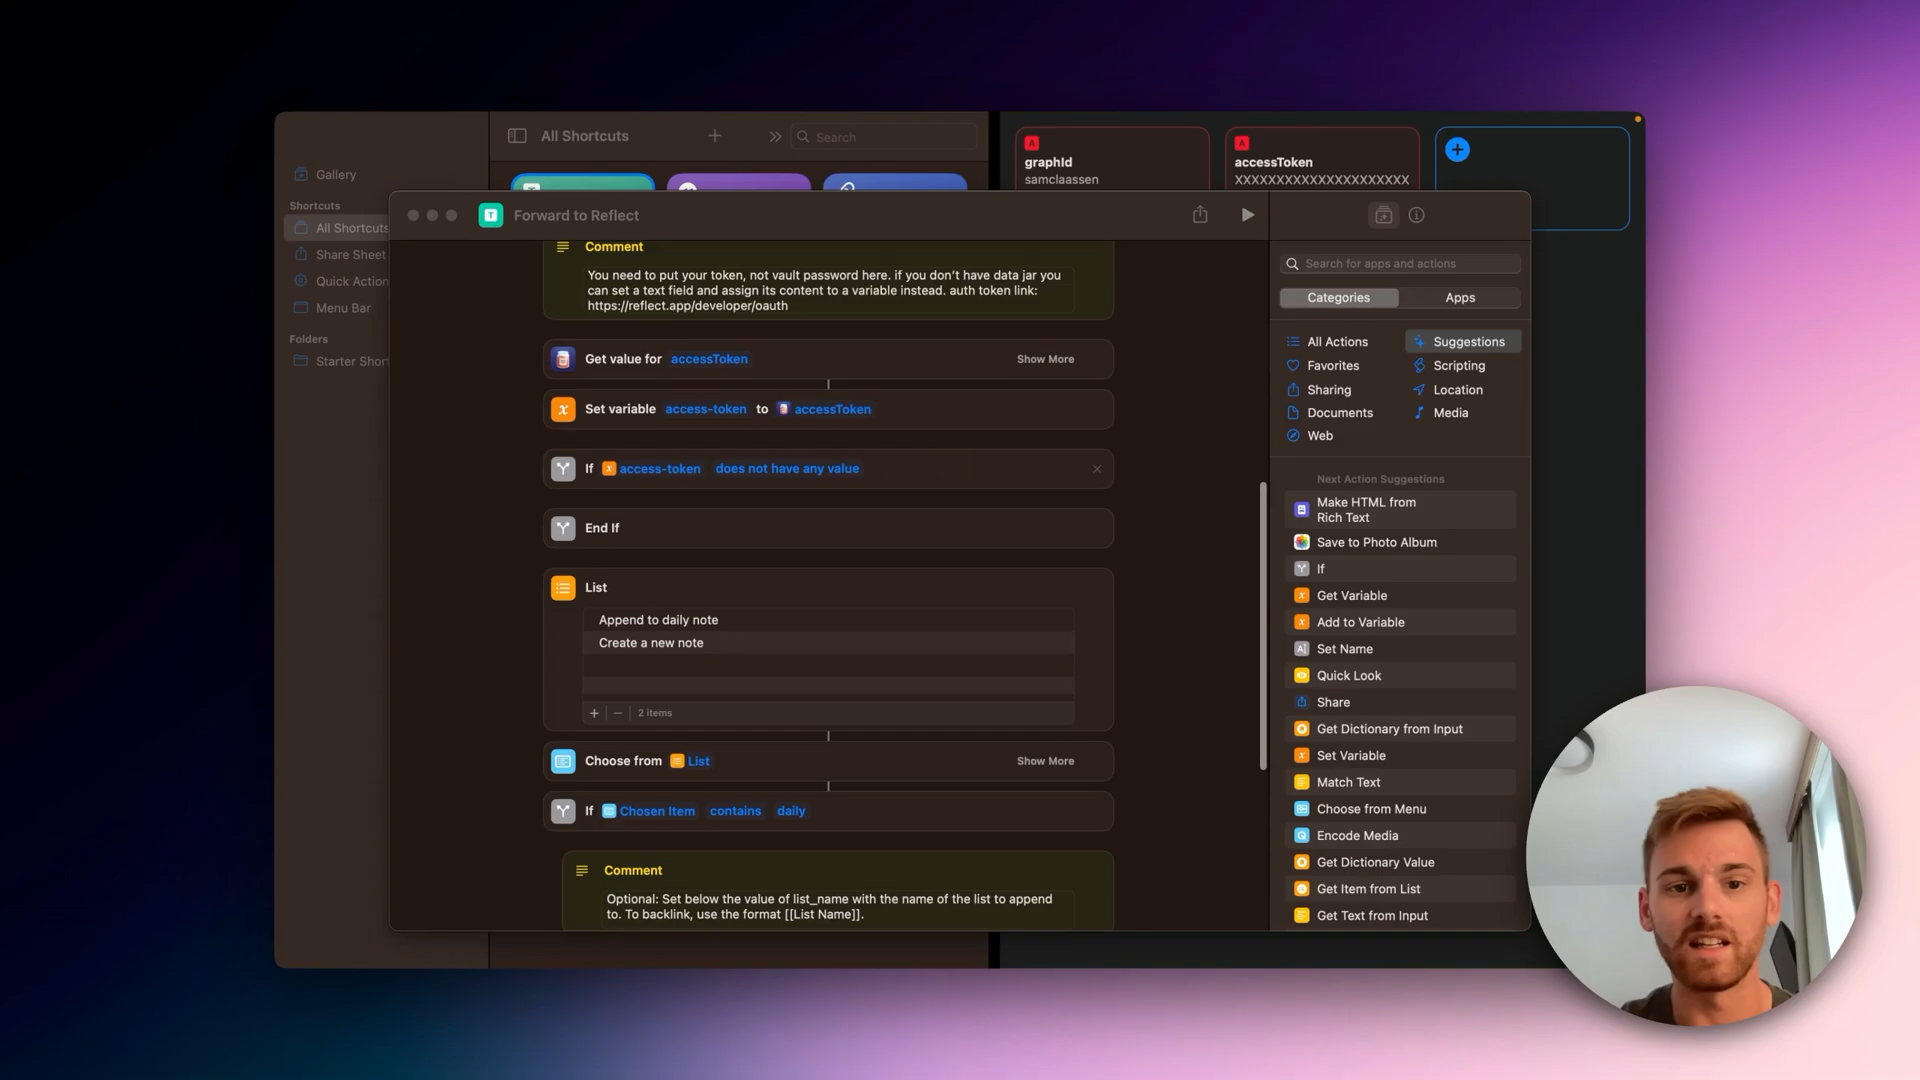 All Shortcuts
Search
Gallery
Shortcuts
All Shortcuts
Share Sheet
Quick Action
Menu Bar
Folders
Starter Shor
A
graphId
samclaassen
A
accessToken
XXXXXXXXXXXXXXXXXXXXX
T
Forward to Reflect
Comment
You need to put your token, not vault password here. if you don't have data jar you
can set a text field and assign its content to a variable instead. auth token link:
https://reflect.app/developer/oauth
Get value for accessToken Show More
Set variable access-token to accessToken
If access-token does not have any value
End If
List
Append to daily note
Create a new note
2 items
Choose from List Show More
If Chosen Item contains daily
Comment
Optional: Set below the value of list_name with the name of the list to append
to. To backlink, use the format [[List Name]].
Search for apps and actions
Categories Apps
All Actions Suggestions
Favorites Scripting
Sharing Location
Documents Media
Web
Next Action Suggestions
Make HTML from
Rich Text
Save to Photo Album
If
Get Variable
Add to Variable
Set Name
Quick Look
Share
Get Dictionary from Input
Set Variable
Match Text
Choose from Menu
Encode Media
Get Dictionary Value
Get Item from List
Get Text from Input